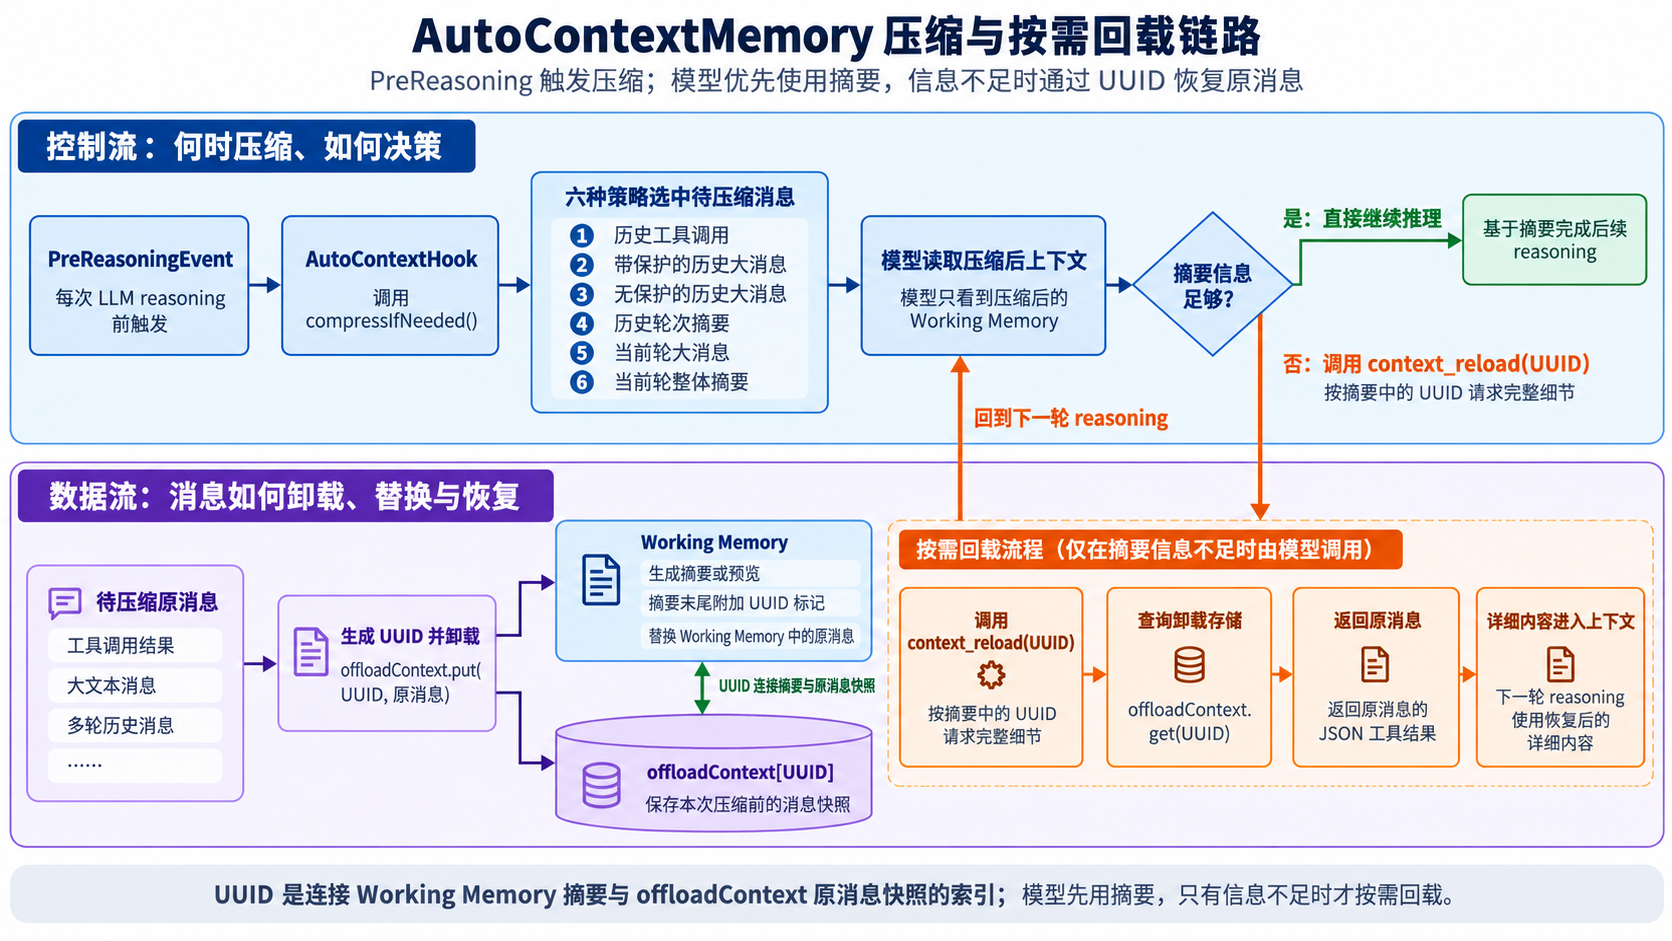 AutoContextMemory 压缩与按需回载链路
PreReasoning 触发压缩；模型优先使用摘要，信息不足时通过 UUID 恢复原消息
控制流：何时压缩、如何决策
PreReasoningEvent
每次 LLM reasoning
前触发
AutoContextHook
调用
compressIfNeeded()
六种策略选中待压缩消息
1 历史工具调用
2 带保护的历史大消息
3 无保护的历史大消息
4 历史轮次摘要
5 当前轮大消息
6 当前轮整体摘要
模型读取压缩后上下文
模型只看到压缩后的
Working Memory
摘要信息
足够？
是：直接继续推理
基于摘要完成后续
reasoning
否：调用 context_reload(UUID)
按摘要中的 UUID 请求完整细节
回到下一轮 reasoning
数据流：消息如何卸载、替换与恢复
待压缩原消息
工具调用结果
大文本消息
多轮历史消息
……
生成 UUID 并卸载
offloadContext.put(
UUID, 原消息)
Working Memory
生成摘要或预览
摘要末尾附加 UUID 标记
替换 Working Memory 中的原消息
UUID 连接摘要与原消息快照
offloadContext[UUID]
保存本次压缩前的消息快照
按需回载流程（仅在摘要信息不足时由模型调用）
调用
context_reload(UUID)
按摘要中的 UUID
请求完整细节
查询卸载存储
offloadContext.
get(UUID)
返回原消息
返回原消息的
JSON 工具结果
详细内容进入上下文
下一轮 reasoning
使用恢复后的
详细内容
UUID 是连接 Working Memory 摘要与 offloadContext 原消息快照的索引；模型先用摘要，只有信息不足时才按需回载。